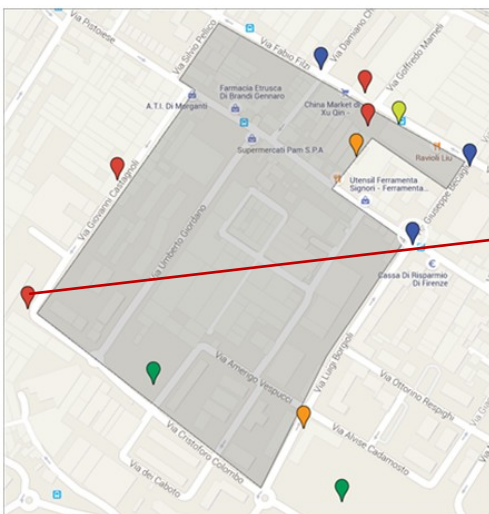 Via Pistoiese
Via Silvio Pellico
Via Fabio Filzi
Via Damiano Ch
Via Goffredo Mameli
Farmacia Etrusca
Di Brandi Gennaro
A.T.I. Di Morganti
China Market di
Xu Qin -
Supermercati Pam S.P.A
Ravioli Liu
Utensil Ferramenta
Signori - Ferramenta...
Via Giovanni Castagnoli
Via Umberto Giordano
Giuseppe Becagli
Cassa Di Risparmio
Di Firenze
Via Luigi Borgioli
Via Amerigo Vespucci
Via Ottorino Respighi
Via Alvise Cadamosto
Via Cristoforo Colombo
Via dei Caboto